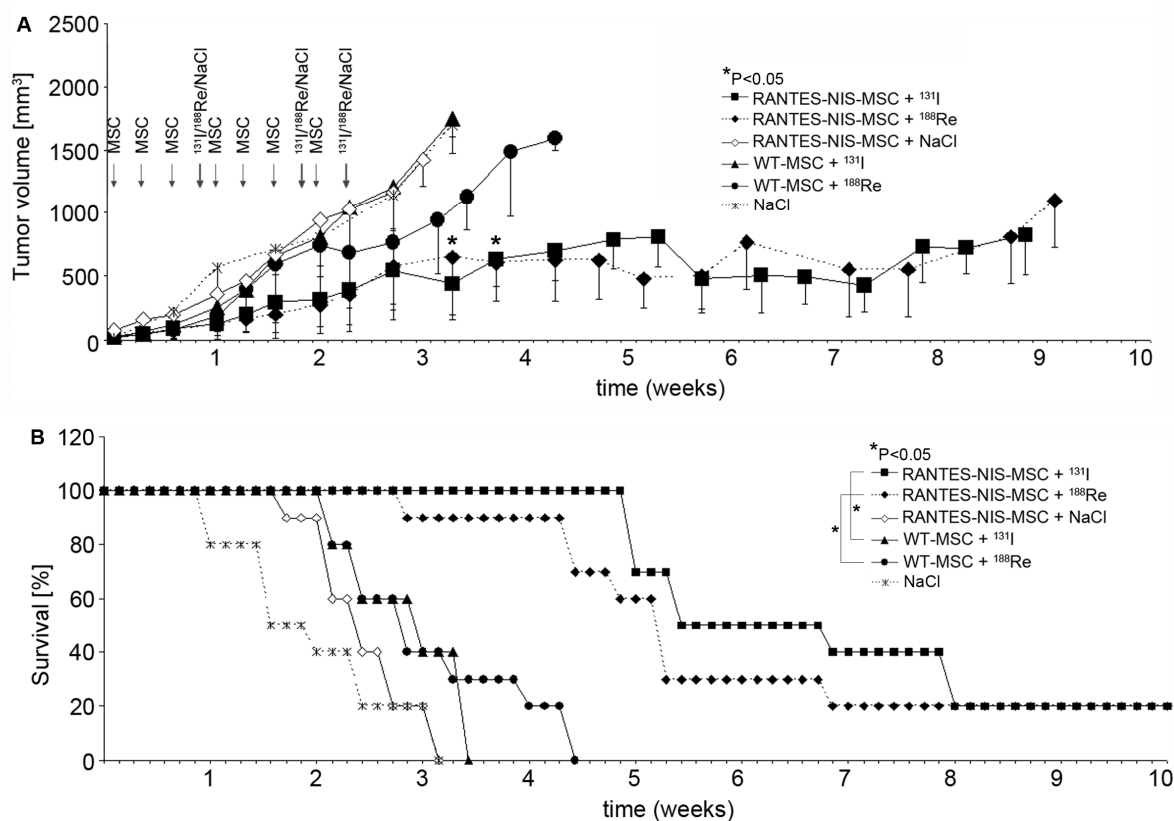 A
Tumor volume [mm³]
2500
2000
1500
1000
500
0
MSC
MSC
MSC
¹³¹I/¹⁸⁸Re/NaCl
MSC
MSC
MSC
¹³¹I/¹⁸⁸Re/NaCl
MSC
¹³¹I/¹⁸⁸Re/NaCl
*P<0.05
RANTES-NIS-MSC + ¹³¹I
RANTES-NIS-MSC + ¹⁸⁸Re
RANTES-NIS-MSC + NaCl
WT-MSC + ¹³¹I
WT-MSC + ¹⁸⁸Re
NaCl
* *
1 2 3 4 5 6 7 8 9 10
time (weeks)
B
Survival [%]
120
100
80
60
40
20
0
*P<0.05
RANTES-NIS-MSC + ¹³¹I
RANTES-NIS-MSC + ¹⁸⁸Re
RANTES-NIS-MSC + NaCl
WT-MSC + ¹³¹I
WT-MSC + ¹⁸⁸Re
NaCl
* *
1 2 3 4 5 6 7 8 9 10
time (weeks)